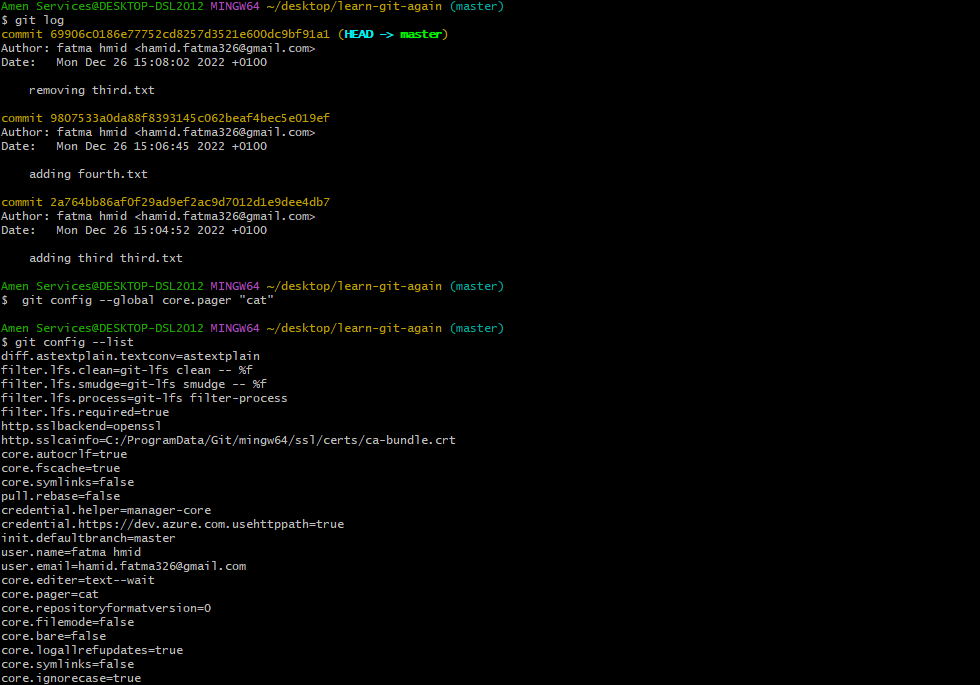 Amen Services@DESKTOP-DSL2012 MINGW64 ~/desktop/learn-git-again (master)
$ git log
commit 69906c0186e77752cd8257d3521e600dc9bf91a1 (HEAD -> master)
Author: fatma hmid <hamid.fatma326@gmail.com>
Date:   Mon Dec 26 15:08:02 2022 +0100
    removing third.txt
commit 9807533a0da88f8393145c062beaf4bec5e019ef
Author: fatma hmid <hamid.fatma326@gmail.com>
Date:   Mon Dec 26 15:06:45 2022 +0100
    adding fourth.txt
commit 2a764bb86af0f29ad9ef2ac9d7012d1e9dee4db7
Author: fatma hmid <hamid.fatma326@gmail.com>
Date:   Mon Dec 26 15:04:52 2022 +0100
    adding third third.txt
Amen Services@DESKTOP-DSL2012 MINGW64 ~/desktop/learn-git-again (master)
$  git config --global core.pager "cat"
Amen Services@DESKTOP-DSL2012 MINGW64 ~/desktop/learn-git-again (master)
$ git config --list
diff.astextplain.textconv=astextplain
filter.lfs.clean=git-lfs clean -- %f
filter.lfs.smudge=git-lfs smudge -- %f
filter.lfs.process=git-lfs filter-process
filter.lfs.required=true
http.sslbackend=openssl
http.sslcainfo=C:/ProgramData/Git/mingw64/ssl/certs/ca-bundle.crt
core.autocrlf=true
core.fscache=true
core.symlinks=false
pull.rebase=false
credential.helper=manager-core
credential.https://dev.azure.com.usehttppath=true
init.defaultbranch=master
user.name=fatma hmid
user.email=hamid.fatma326@gmail.com
core.editer=text--wait
core.pager=cat
core.repositoryformatversion=0
core.filemode=false
core.bare=false
core.logallrefupdates=true
core.symlinks=false
core.ignorecase=true